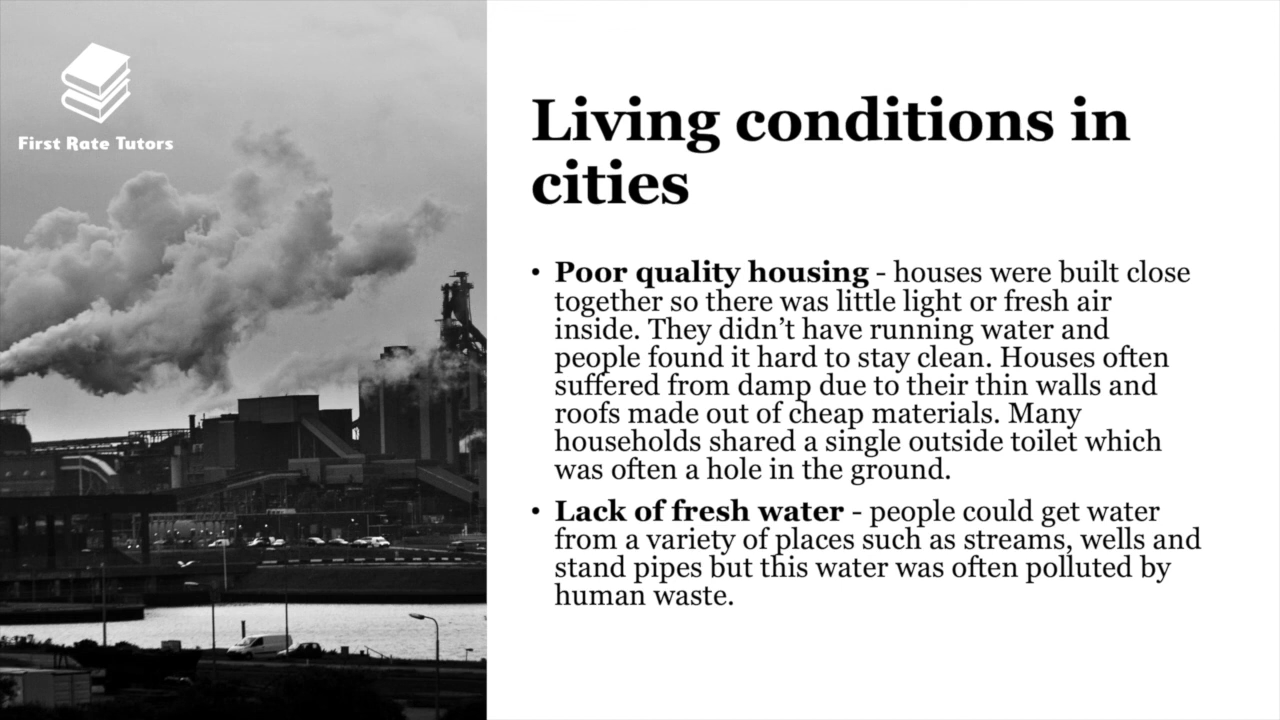 First Rate Tutors
Living conditions in
cities
• Poor quality housing - houses were built close
together so there was little light or fresh air
inside. They didn’t have running water and
people found it hard to stay clean. Houses often
suffered from damp due to their thin walls and
roofs made out of cheap materials. Many
households shared a single outside toilet which
was often a hole in the ground.
• Lack of fresh water - people could get water
from a variety of places such as streams, wells and
stand pipes but this water was often polluted by
human waste.